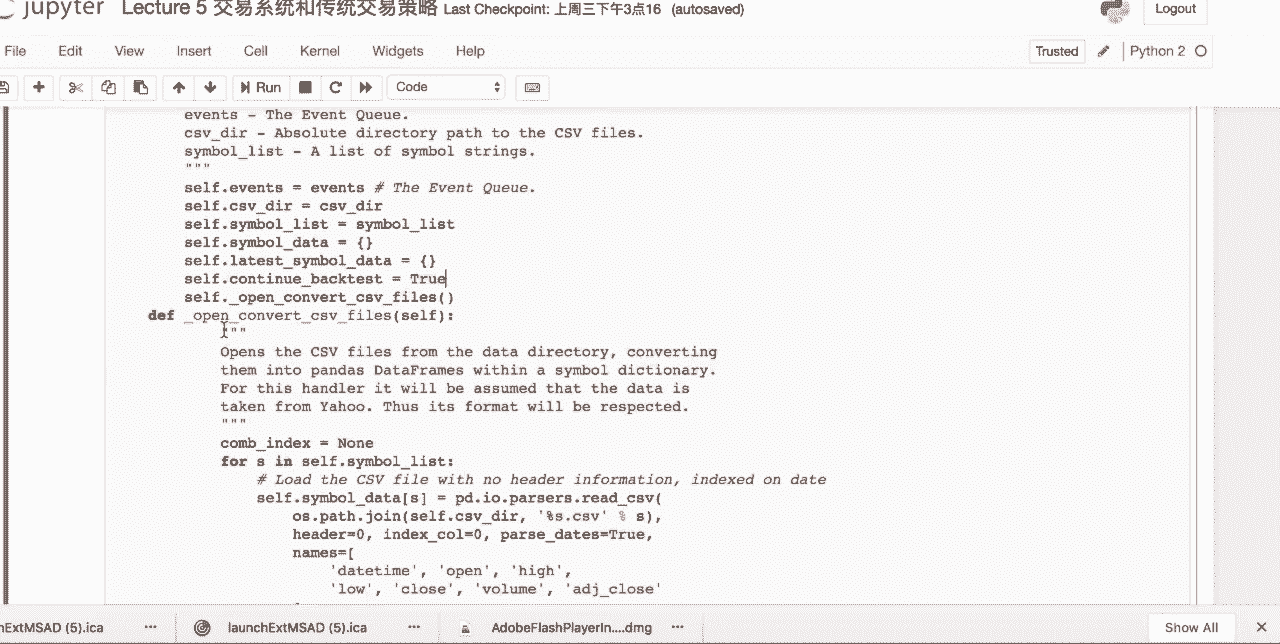 jupyter Lecture 5 交易系统和传统交易策略 Last Checkpoint: 上周三下午3点16 (autosaved)
Logout
File Edit View Insert Cell Kernel Widgets Help
Trusted Python 2
Run Code
events - The Event Queue.
csv_dir - Absolute directory path to the CSV files.
symbol_list - A list of symbol strings.
"""
self.events = events # The Event Queue.
self.csv_dir = csv_dir
self.symbol_list = symbol_list
self.symbol_data = {}
self.latest_symbol_data = {}
self.continue_backtest = True
self._open_convert_csv_files()
def _open_convert_csv_files(self):
"""
Opens the CSV files from the data directory, converting
them into pandas DataFrames within a symbol dictionary.
For this handler it will be assumed that the data is
taken from Yahoo. Thus its format will be respected.
"""
comb_index = None
for s in self.symbol_list:
# Load the CSV file with no header information, indexed on date
self.symbol_data[s] = pd.io.parsers.read_csv(
os.path.join(self.csv_dir, '%s.csv' % s),
header=0, index_col=0, parse_dates=True,
names=[
'datetime', 'open', 'high',
'low', 'close', 'volume', 'adj_close'
hExtMSAD (5).ica ... launchExtMSAD (5).ica ... AdobeFlashPlayerIn....dmg ... Show All